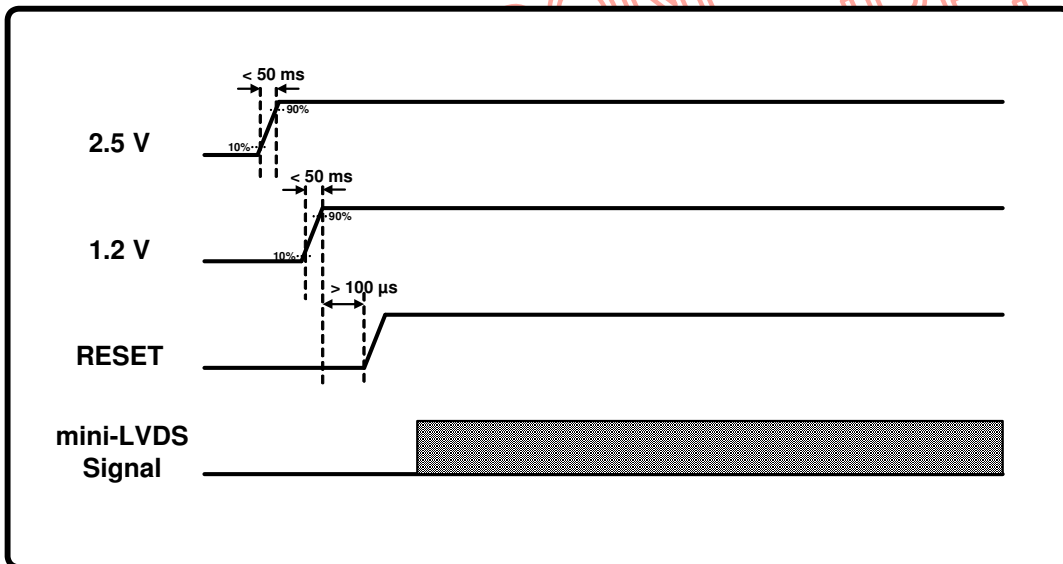 < 50 ms
90%
2.5 V
10%
< 50 ms
90%
1.2 V
10%
> 100 µs
RESET
mini-LVDS
Signal